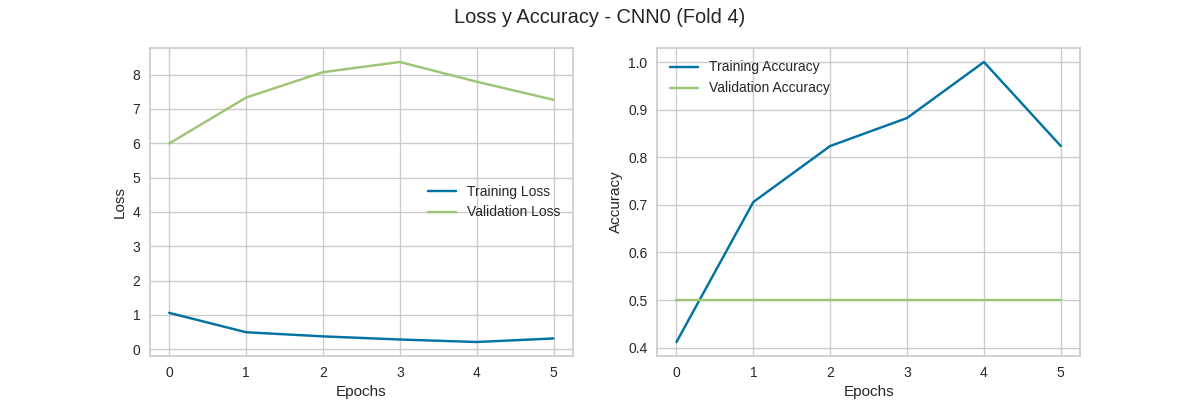 Loss y Accuracy - CNN0 (Fold 4)
8
7
6
5
4
3
2
1
0
Loss
Training Loss
Validation Loss
0 1 2 3 4 5
Epochs
1.0
0.9
0.8
0.7
0.6
0.5
0.4
Accuracy
Training Accuracy
Validation Accuracy
0 1 2 3 4 5
Epochs